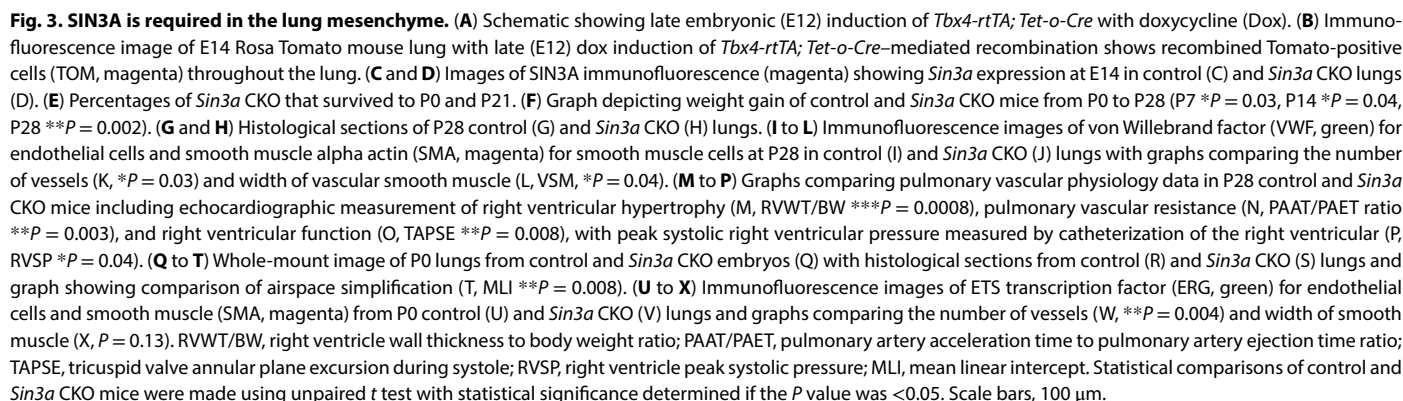 Fig. 3. SIN3A is required in the lung mesenchyme. (A) Schematic showing late embryonic (E12) induction of Tbx4-rtTA; Tet-o-Cre with doxycycline (Dox). (B) Immuno-
fluorescence image of E14 Rosa Tomato mouse lung with late (E12) dox induction of Tbx4-rtTA; Tet-o-Cre–mediated recombination shows recombined Tomato-positive
cells (TOM, magenta) throughout the lung. (C and D) Images of SIN3A immunofluorescence (magenta) showing Sin3a expression at E14 in control (C) and Sin3a CKO lungs
(D). (E) Percentages of Sin3a CKO that survived to P0 and P21. (F) Graph depicting weight gain of control and Sin3a CKO mice from P0 to P28 (P7 *P = 0.03, P14 *P = 0.04,
P28 **P = 0.002). (G and H) Histological sections of P28 control (G) and Sin3a CKO (H) lungs. (I to L) Immunofluorescence images of von Willebrand factor (VWF, green) for
endothelial cells and smooth muscle alpha actin (SMA, magenta) for smooth muscle cells at P28 in control (I) and Sin3a CKO (J) lungs with graphs comparing the number
of vessels (K, *P = 0.03) and width of vascular smooth muscle (L, VSM, *P = 0.04). (M to P) Graphs comparing pulmonary vascular physiology data in P28 control and Sin3a
CKO mice including echocardiographic measurement of right ventricular hypertrophy (M, RVWT/BW ***P = 0.0008), pulmonary vascular resistance (N, PAAT/PAET ratio
**P = 0.003), and right ventricular function (O, TAPSE **P = 0.008), with peak systolic right ventricular pressure measured by catheterization of the right ventricular (P,
RVSP *P = 0.04). (Q to T) Whole-mount image of P0 lungs from control and Sin3a CKO embryos (Q) with histological sections from control (R) and Sin3a CKO (S) lungs and
graph showing comparison of airspace simplification (T, MLI **P = 0.008). (U to X) Immunofluorescence images of ETS transcription factor (ERG, green) for endothelial
cells and smooth muscle (SMA, magenta) from P0 control (U) and Sin3a CKO (V) lungs and graphs comparing the number of vessels (W, **P = 0.004) and width of smooth
muscle (X, P = 0.13). RVWT/BW, right ventricle wall thickness to body weight ratio; PAAT/PAET, pulmonary artery acceleration time to pulmonary artery ejection time ratio;
TAPSE, tricuspid valve annular plane excursion during systole; RVSP, right ventricle peak systolic pressure; MLI, mean linear intercept. Statistical comparisons of control and
Sin3a CKO mice were made using unpaired t test with statistical significance determined if the P value was <0.05. Scale bars, 100 μm.